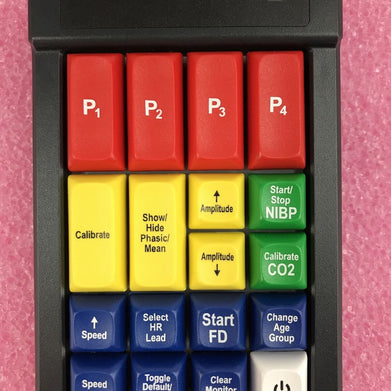 P1
P2
P3
P4
Calibrate
Show/
Hide
Phasic/
Mean
↑
Amplitude
Start/
Stop
NIBP
Amplitude
↓
Calibrate
CO2
↑
Speed
Select
HR
Lead
Start
FD
Change
Age
Group
Speed
Toggle
Default/
Clear
Monitor